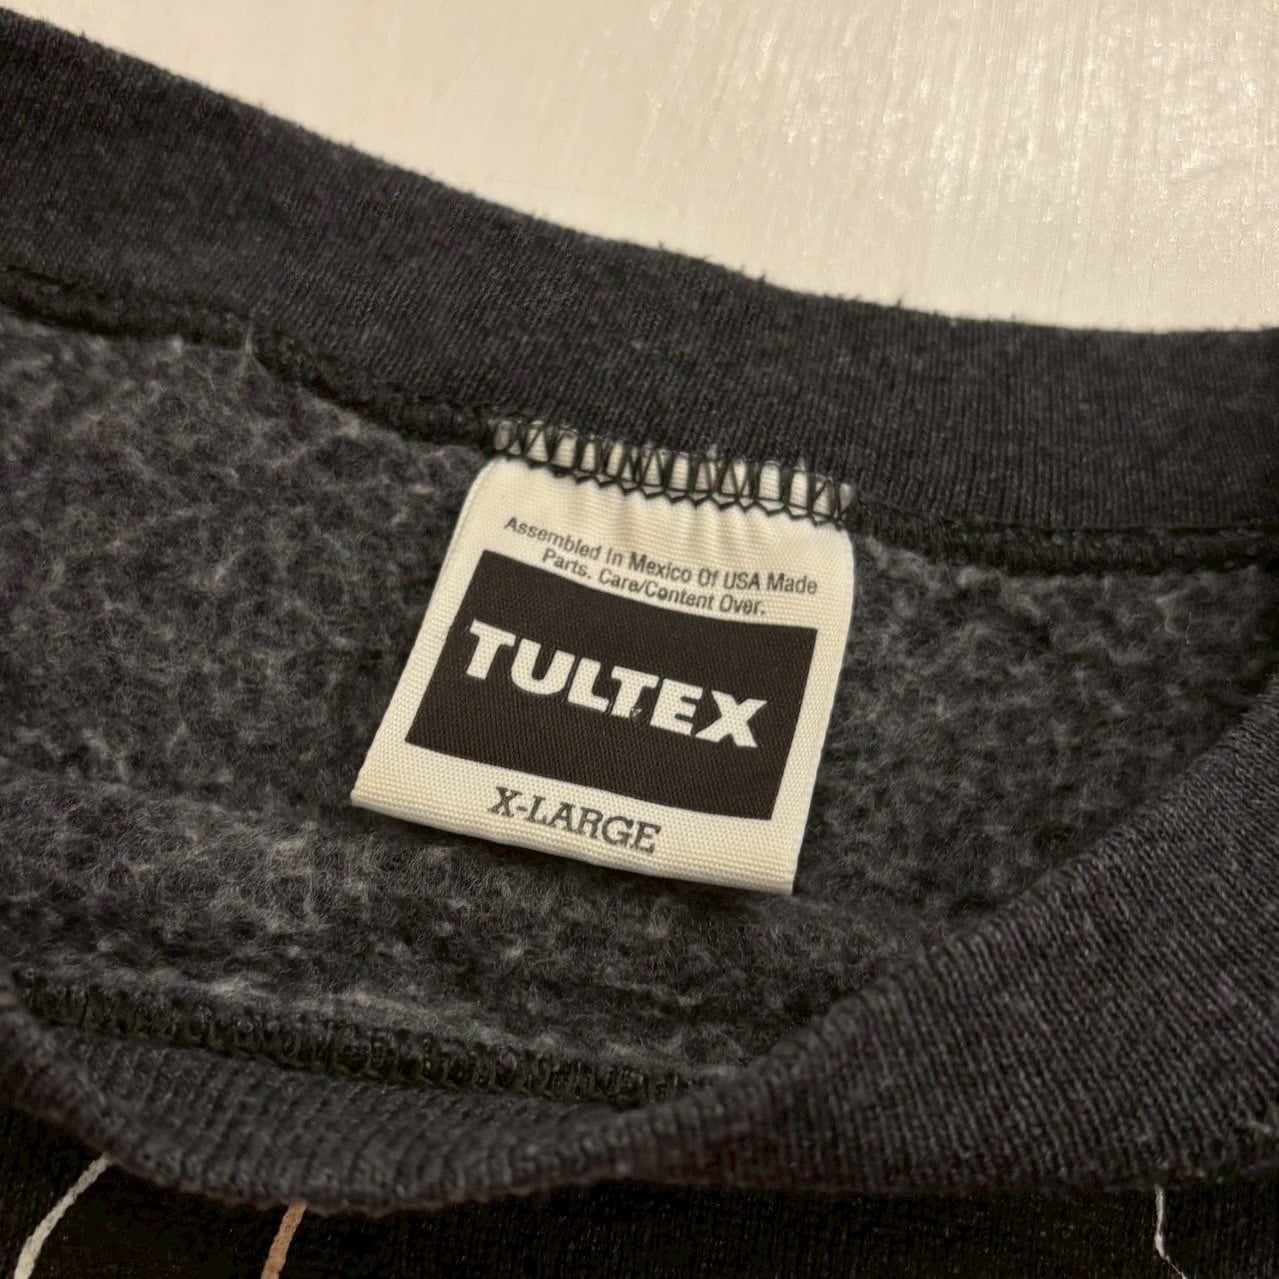 Assembled In Mexico Of USA Made
Parts. Care/Content Over.
TULTEX
X-LARGE